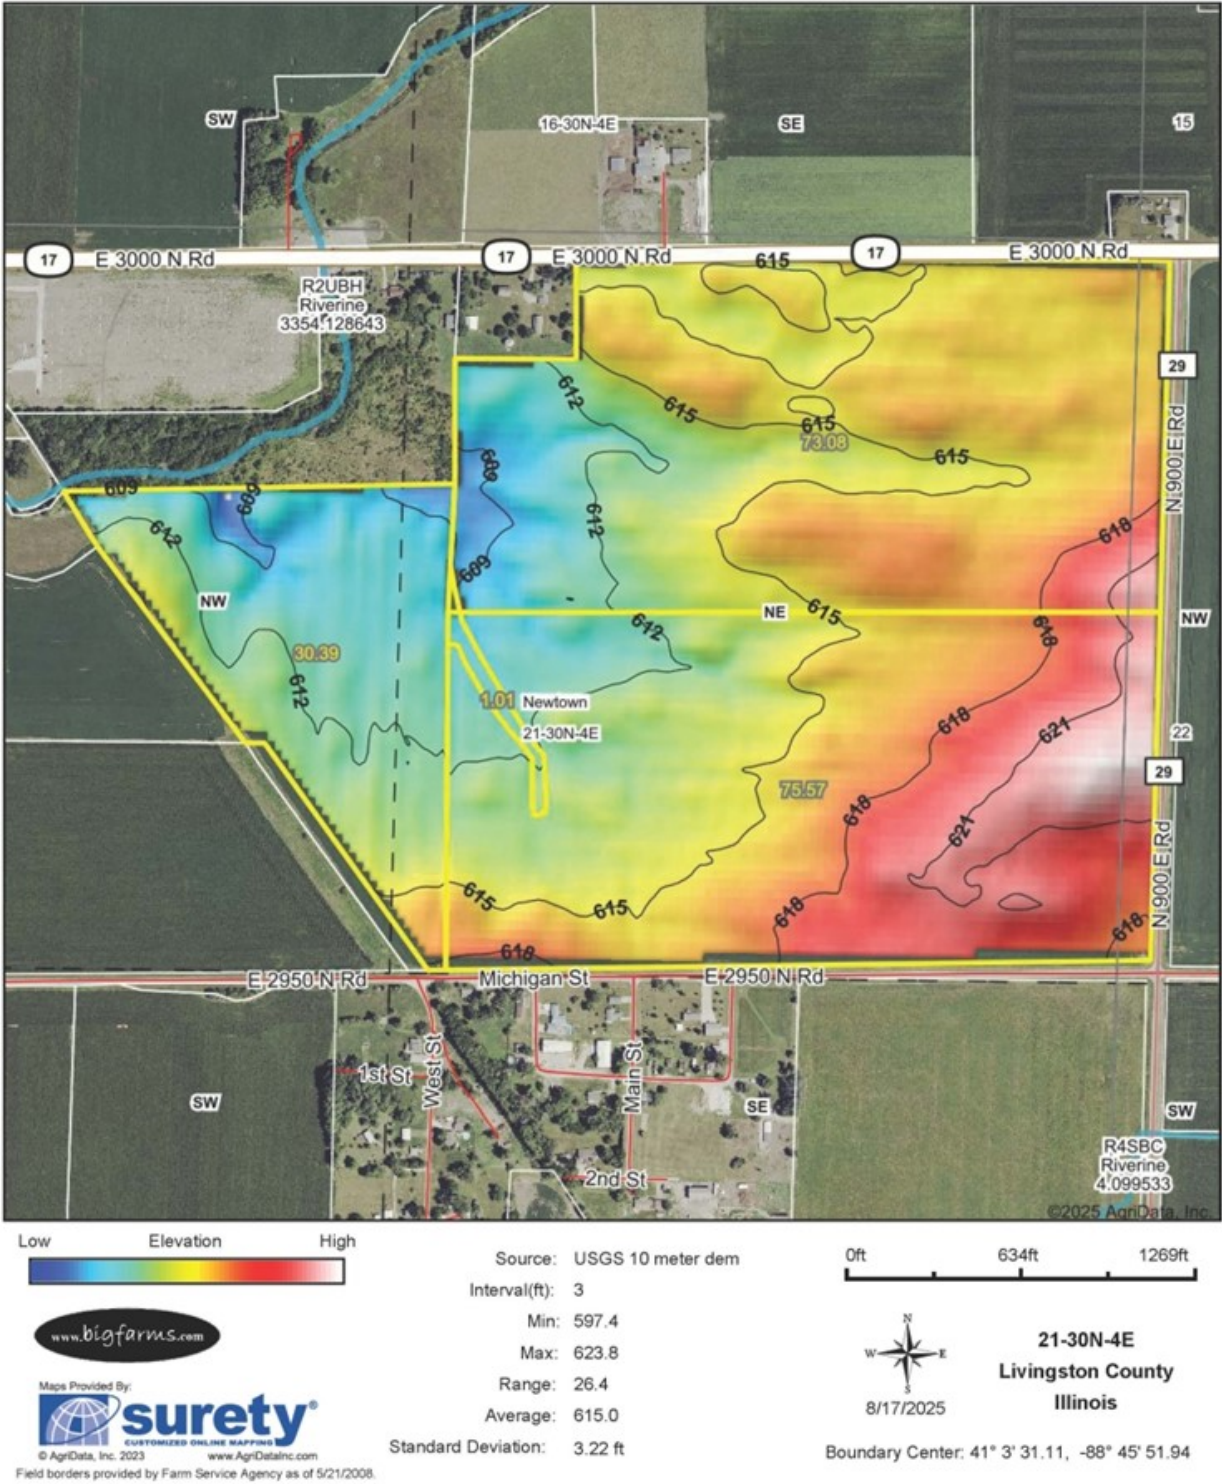 SW
16-30N-4E
SE
15
17
E 3000 N Rd
17
E 3000 N Rd
17
E 3000 N Rd
615
R2UBH
Riverine
3354.128643
29
612
615
615
73.08
615
N 900 E Rd
609
609
609
612
612
618
609
NW
612
NE
615
618
NW
30.39
612
1.01
Newtown
21-30N-4E
618
621
22
29
75.57
618
621
N 900 E Rd
615
615
618
618
618
E 2950 N Rd
Michigan St
E 2950 N Rd
1st St
West St
Main St
SW
SE
SW
2nd St
R4SBC
Riverine
4.099533
©2025 AgriData, Inc.
Low Elevation High
www.bigfarms.com
Maps Provided By:
surety®
CUSTOMIZED ONLINE MAPPING
© AgriData, Inc. 2023 www.AgriDataInc.com
Field borders provided by Farm Service Agency as of 5/21/2008.
Source: USGS 10 meter dem
Interval(ft): 3
Min: 597.4
Max: 623.8
Range: 26.4
Average: 615.0
Standard Deviation: 3.22 ft
0ft 634ft 1269ft
N
W E
S
8/17/2025
21-30N-4E
Livingston County
Illinois
Boundary Center: 41° 3' 31.11, -88° 45' 51.94